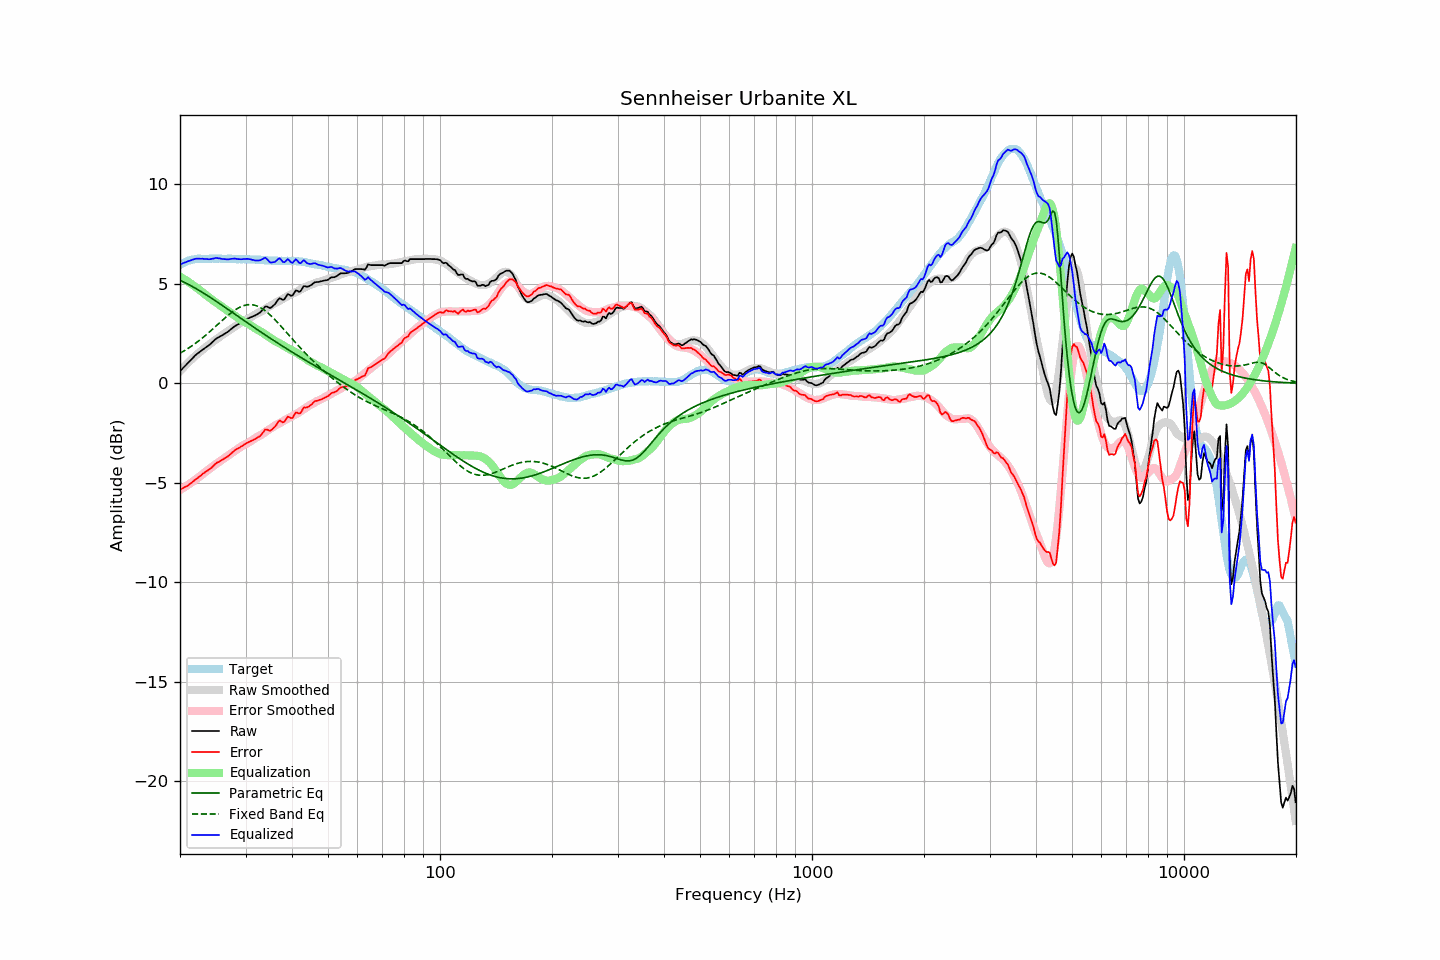 Sennheiser Urbanite XL
Amplitude (dBr)
10
5
0
−5
−10
−15
−20
Target
Raw Smoothed
Error Smoothed
Raw
Error
Equalization
Parametric Eq
Fixed Band Eq
Equalized
100
1000
10000
Frequency (Hz)